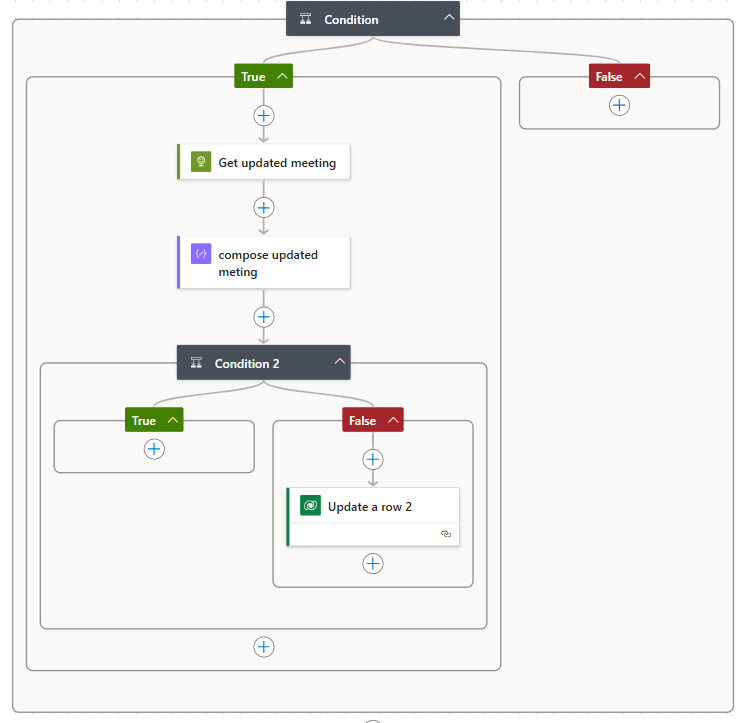 Condition
True
False
Get updated meeting
compose updated
meting
Condition 2
True
False
Update a row 2